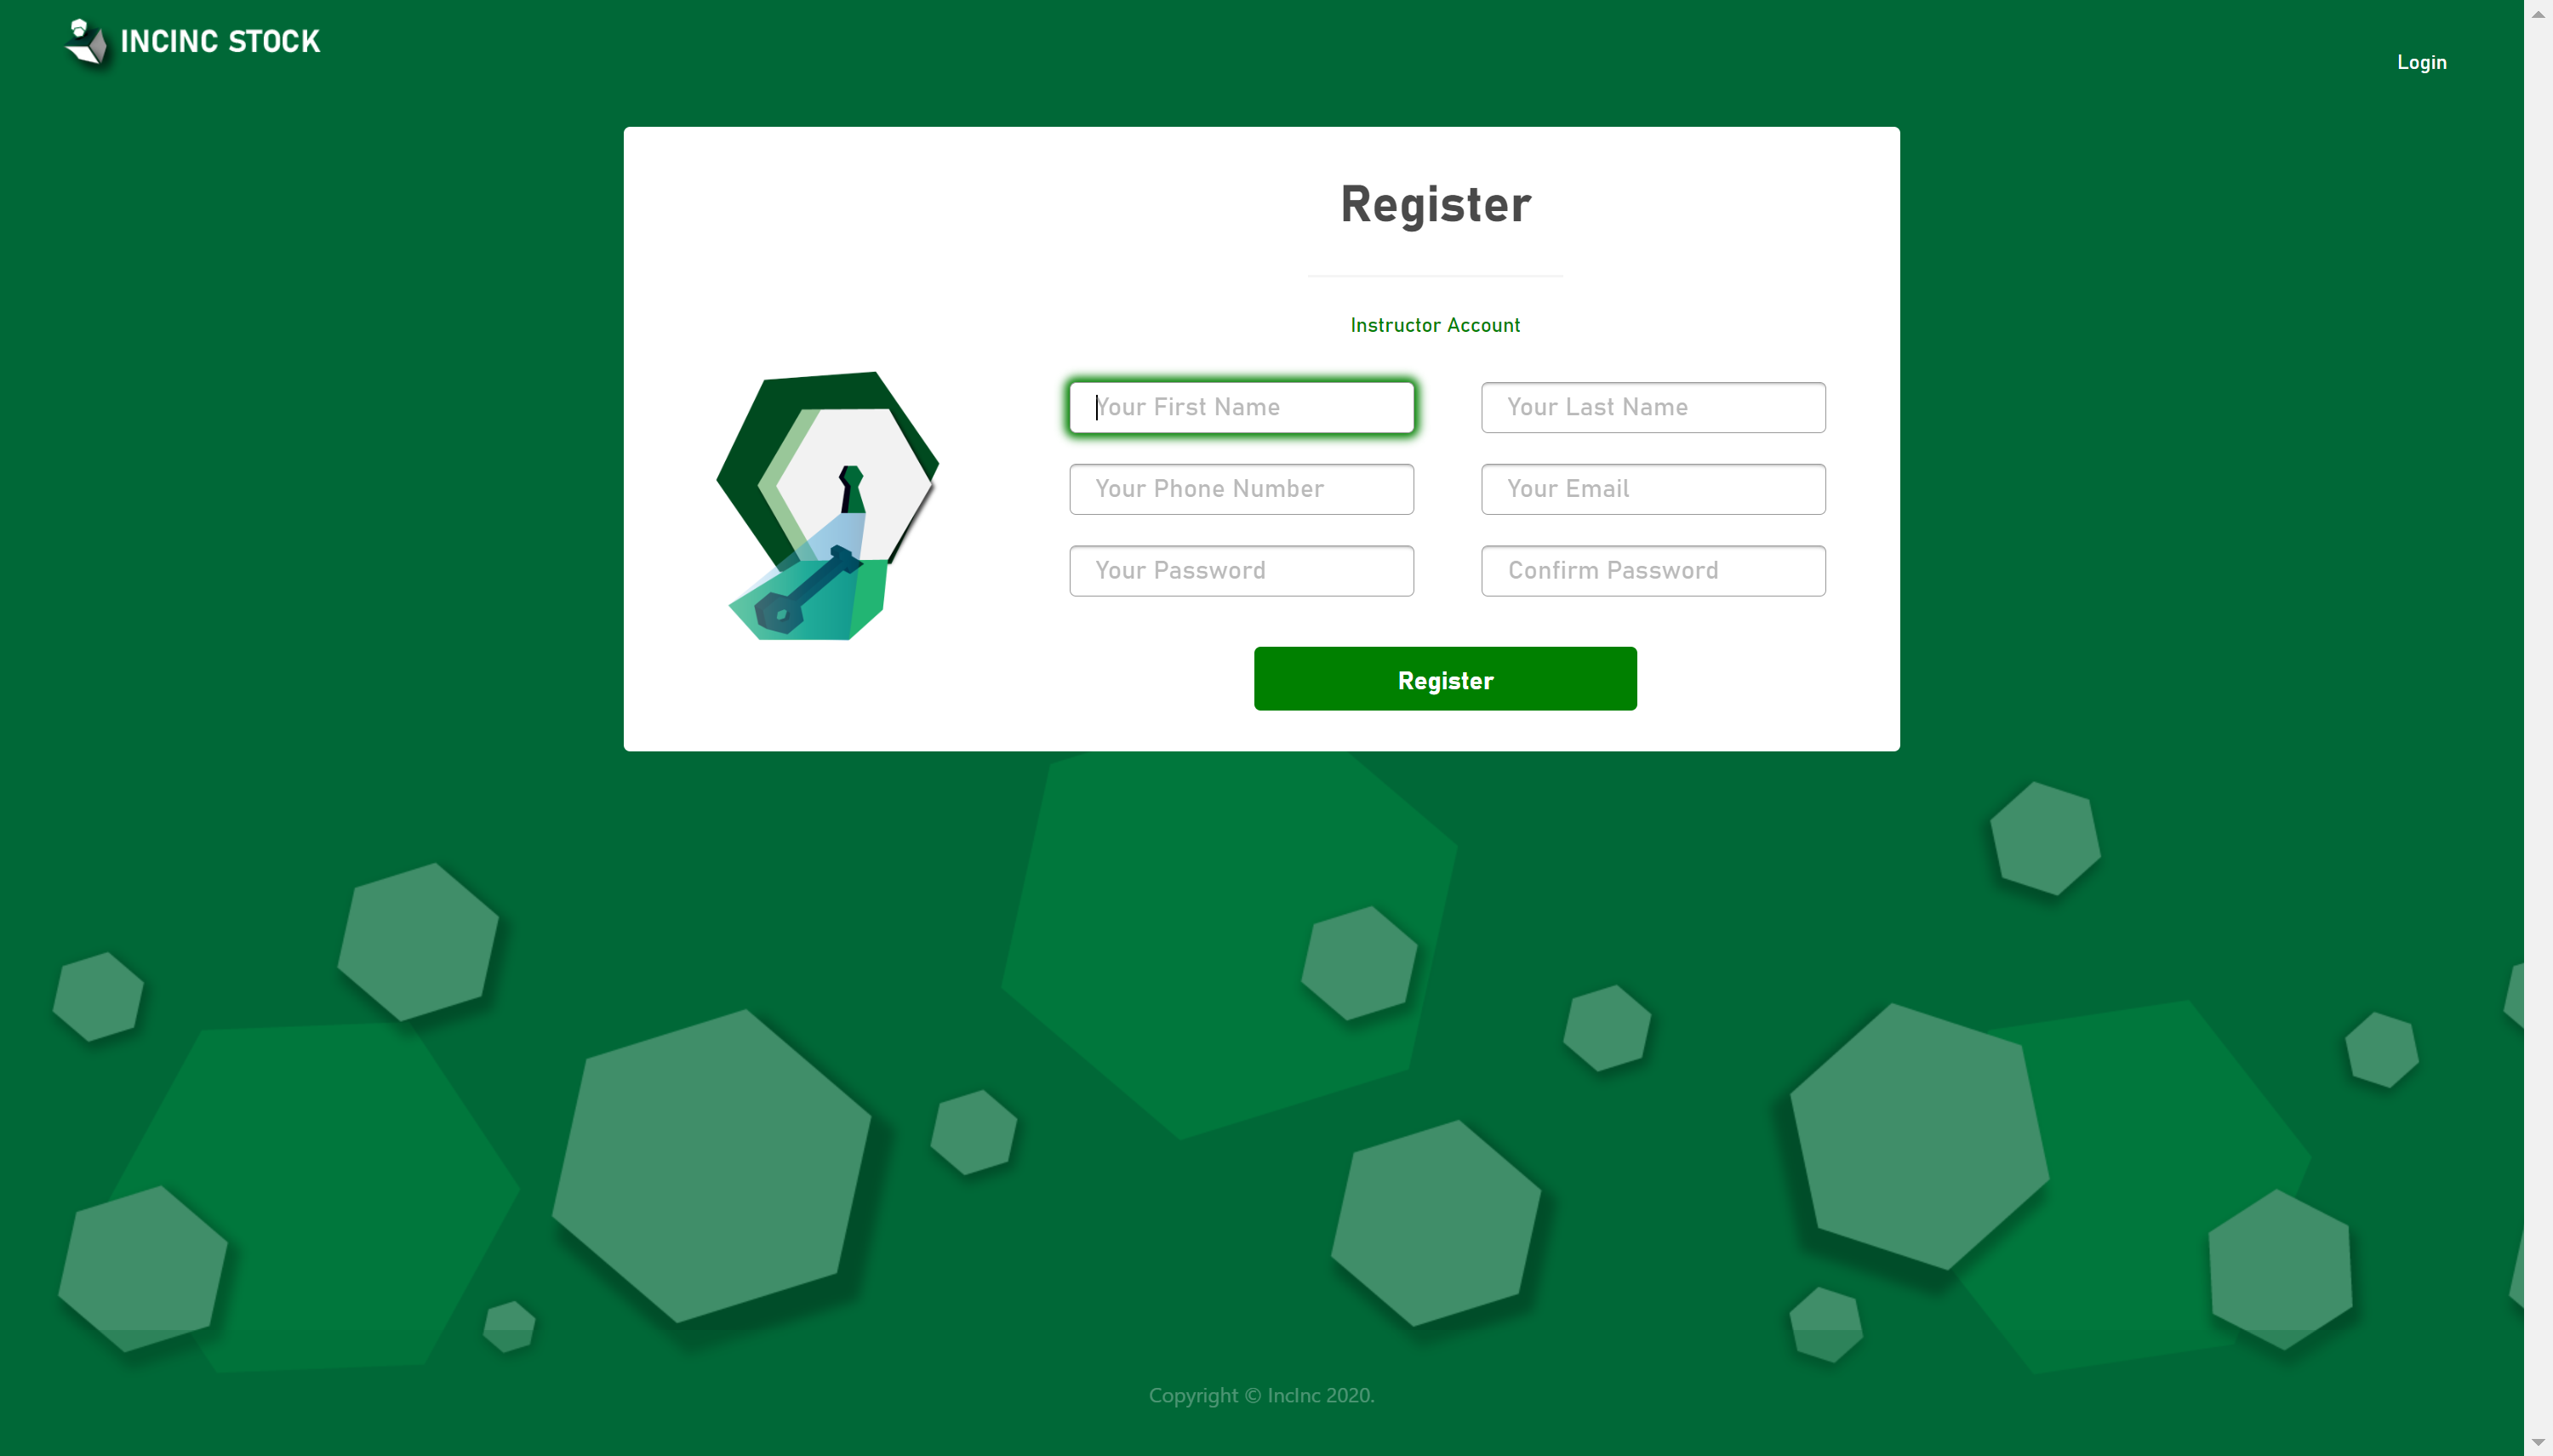 INCINC STOCK
Login
Register
Instructor Account
Your First Name
Your Last Name
Your Phone Number
Your Email
Your Password
Confirm Password
Register
Copyright © IncInc 2020.